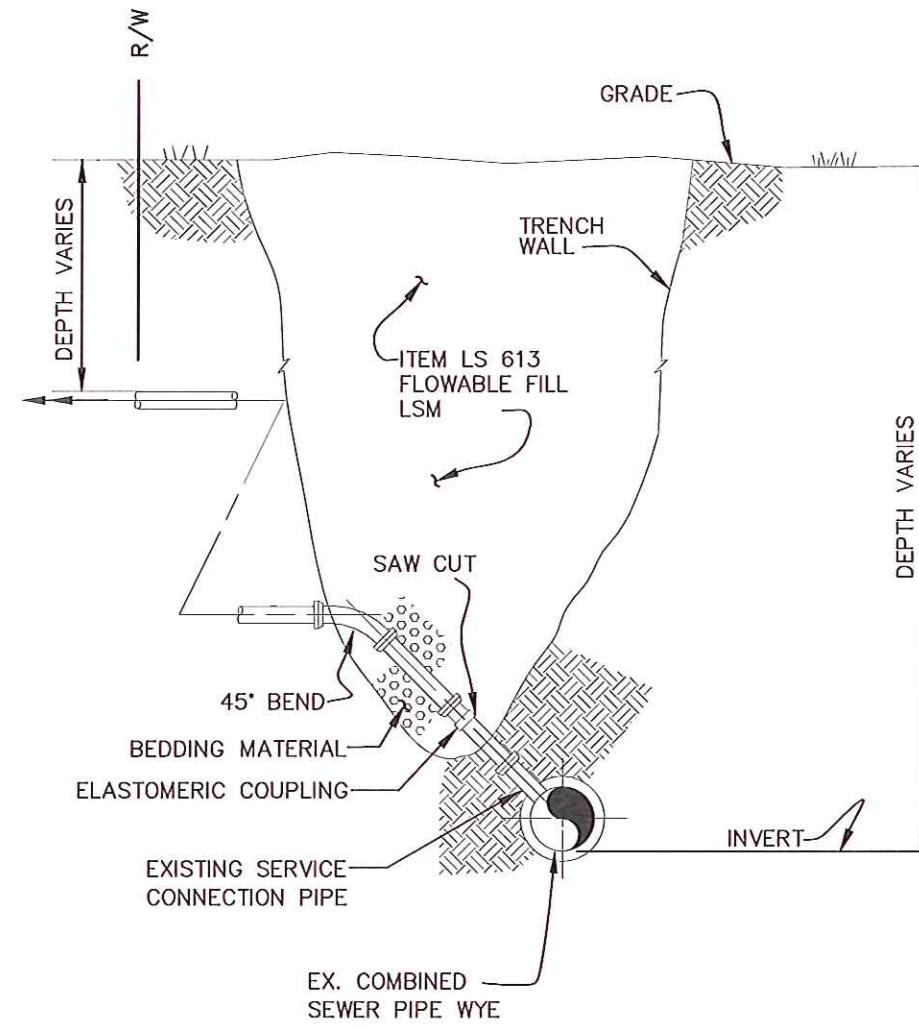 R/W
GRADE
DEPTH VARIES
TRENCH
WALL
ITEM LS 613
FLOWABLE FILL
LSM
DEPTH VARIES
SAW CUT
45° BEND
BEDDING MATERIAL
ELASTOMERIC COUPLING
INVERT
EXISTING SERVICE
CONNECTION PIPE
EX. COMBINED
SEWER PIPE WYE